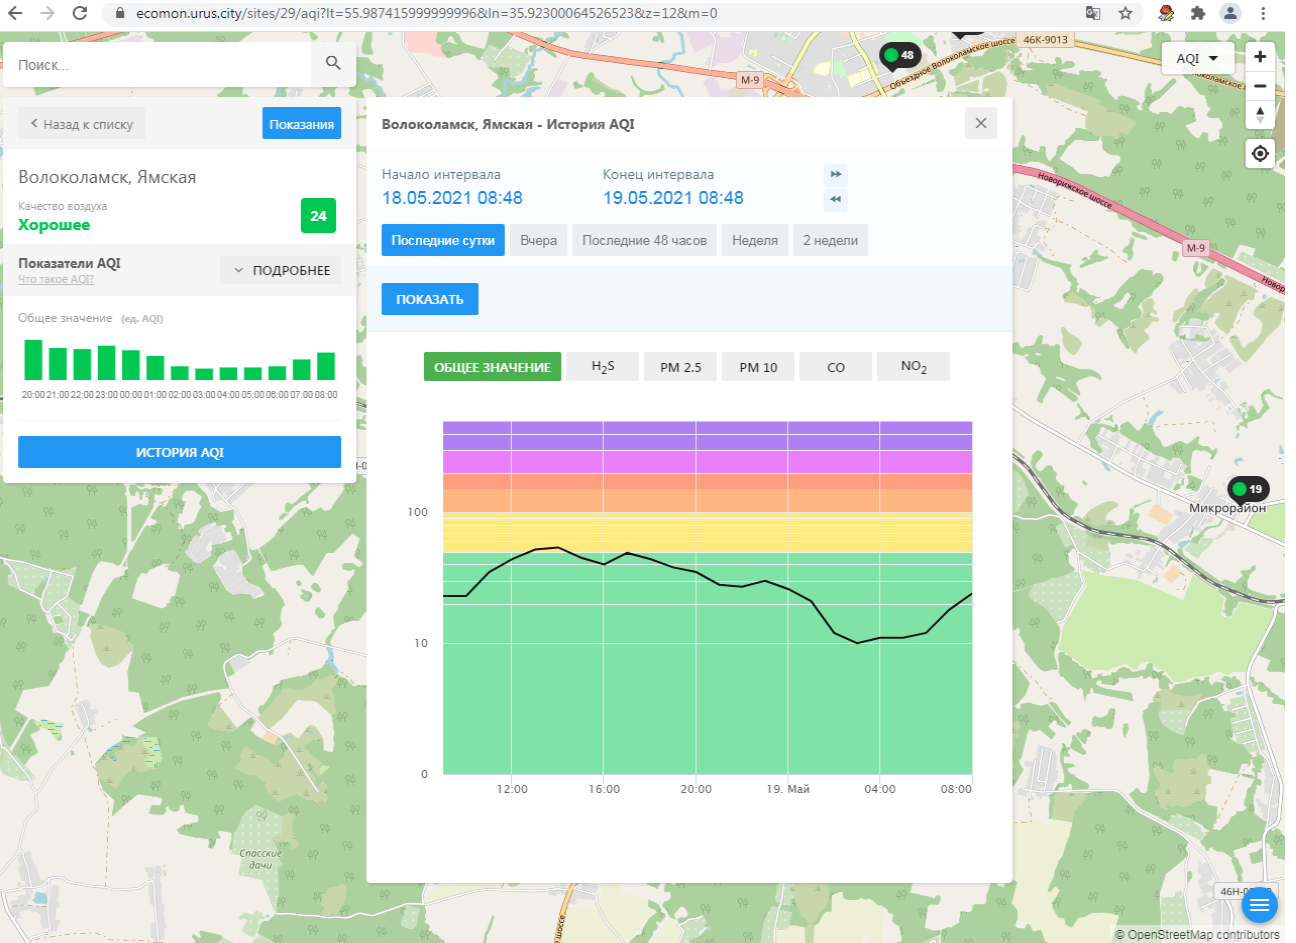 ecomon.urus.city/sites/29/aqi?lt=55.987415999999996&ln=35.92300064526523&z=12&m=0
Поиск...
Назад к списку
Показания
Волоколамск, Ямская
Качество воздуха
Хорошее
24
Показатели AQI
Что такое AQI?
ПОДРОБНЕЕ
Общее значение (ед. AQI)
20:00 21:00 22:00 23:00 00:00 01:00 02:00 03:00 04:00 05:00 06:00 07:00 08:00
ИСТОРИЯ AQI
Волоколамск, Ямская - История AQI
Начало интервала
18.05.2021 08:48
Конец интервала
19.05.2021 08:48
Последние сутки
Вчера
Последние 48 часов
Неделя
2 недели
ПОКАЗАТЬ
ОБЩЕЕ ЗНАЧЕНИЕ
H2S
PM 2.5
PM 10
CO
NO2
100
10
0
12:00 16:00 20:00 19. Май 04:00 08:00
M-9
48
Объездное Волоколамское шоссе
46К-9013
AQI
Новорижское шоссе
М-9
19
Микрорайон
Спасские
дачи
© OpenStreetMap contributors